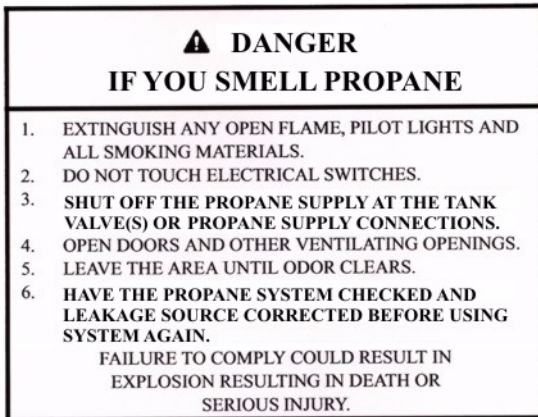 ⚠ DANGER
IF YOU SMELL PROPANE
1. EXTINGUISH ANY OPEN FLAME, PILOT LIGHTS AND
ALL SMOKING MATERIALS.
2. DO NOT TOUCH ELECTRICAL SWITCHES.
3. SHUT OFF THE PROPANE SUPPLY AT THE TANK
VALVE(S) OR PROPANE SUPPLY CONNECTIONS.
4. OPEN DOORS AND OTHER VENTILATING OPENINGS.
5. LEAVE THE AREA UNTIL ODOR CLEARS.
6. HAVE THE PROPANE SYSTEM CHECKED AND
LEAKAGE SOURCE CORRECTED BEFORE USING
SYSTEM AGAIN.
FAILURE TO COMPLY COULD RESULT IN
EXPLOSION RESULTING IN DEATH OR
SERIOUS INJURY.